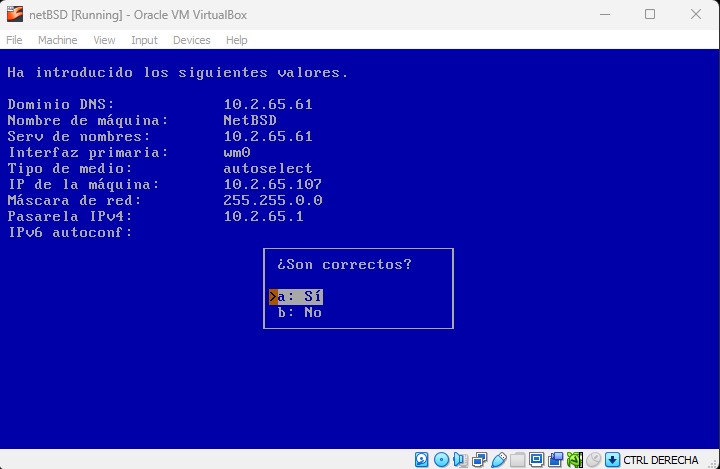 netBSD [Running] - Oracle VM VirtualBox
File Machine View Input Devices Help
Ha introducido los siguientes valores.
Dominio DNS: 10.2.65.61
Nombre de máquina: NetBSD
Serv de nombres: 10.2.65.61
Interfaz primaria: wm0
Tipo de medio: autoselect
IP de la máquina: 10.2.65.107
Máscara de red: 255.255.0.0
Pasarela IPv4: 10.2.65.1
IPv6 autoconf:
¿Son correctos?
>a: Sí
b: No
CTRL DERECHA